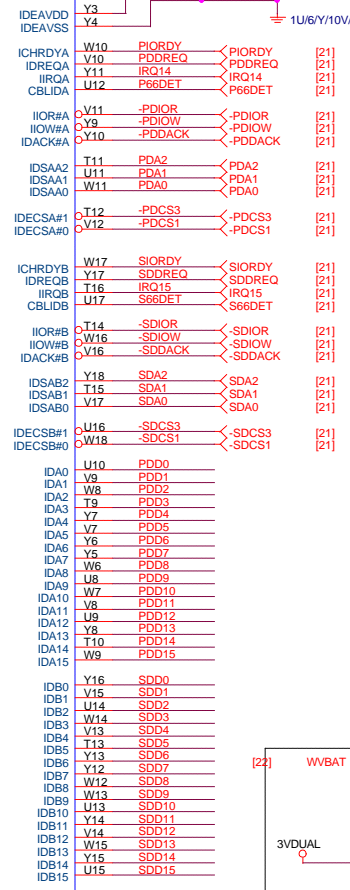 IDEAVDD Y3
IDEAVSS Y4
1U/6/Y/10V/
ICHRDYA W10 PIORDY PIORDY [21]
IDREQA V10 PDDREQ PDDREQ [21]
IIRQA Y11 IRQ14 IRQ14 [21]
CBLIDA U12 P66DET P66DET [21]
IIOR#A V11 -PDIOR -PDIOR [21]
IIOW#A Y9 -PDIOW -PDIOW [21]
IDACK#A Y10 -PDDACK -PDDACK [21]
IDSAA2 T11 PDA2 PDA2 [21]
IDSAA1 U11 PDA1 PDA1 [21]
IDSAA0 W11 PDA0 PDA0 [21]
IDECSA#1 T12 -PDCS3 -PDCS3 [21]
IDECSA#0 V12 -PDCS1 -PDCS1 [21]
ICHRDYB W17 SIORDY SIORDY [21]
IDREQB Y17 SDDREQ SDDREQ [21]
IIRQB T16 IRQ15 IRQ15 [21]
CBLIDB U17 S66DET S66DET [21]
IIOR#B T14 -SDIOR -SDIOR [21]
IIOW#B W16 -SDIOW -SDIOW [21]
IDACK#B V16 -SDDACK -SDDACK [21]
IDSAB2 Y18 SDA2 SDA2 [21]
IDSAB1 T15 SDA1 SDA1 [21]
IDSAB0 V17 SDA0 SDA0 [21]
IDECSB#1 U16 -SDCS3 -SDCS3 [21]
IDECSB#0 W18 -SDCS1 -SDCS1 [21]
IDA0 U10 PDD0
IDA1 V9 PDD1
IDA2 W8 PDD2
IDA3 T9 PDD3
IDA4 Y7 PDD4
IDA5 V7 PDD5
IDA6 Y6 PDD6
IDA7 Y5 PDD7
IDA8 W6 PDD8
IDA9 U8 PDD9
IDA10 W7 PDD10
IDA11 V8 PDD11
IDA12 U9 PDD12
IDA13 Y8 PDD13
IDA14 T10 PDD14
IDA15 W9 PDD15
IDB0 Y16 SDD0
IDB1 V15 SDD1
IDB2 U14 SDD2
IDB3 W14 SDD3
IDB4 V13 SDD4
IDB5 T13 SDD5
IDB6 Y13 SDD6
IDB7 Y12 SDD7
IDB8 W12 SDD8
IDB9 W13 SDD9
IDB10 U13 SDD10
IDB11 Y14 SDD11
IDB12 V14 SDD12
IDB13 W15 SDD13
IDB14 Y15 SDD14
IDB15 U15 SDD15
[22] WVBAT
3VDUAL